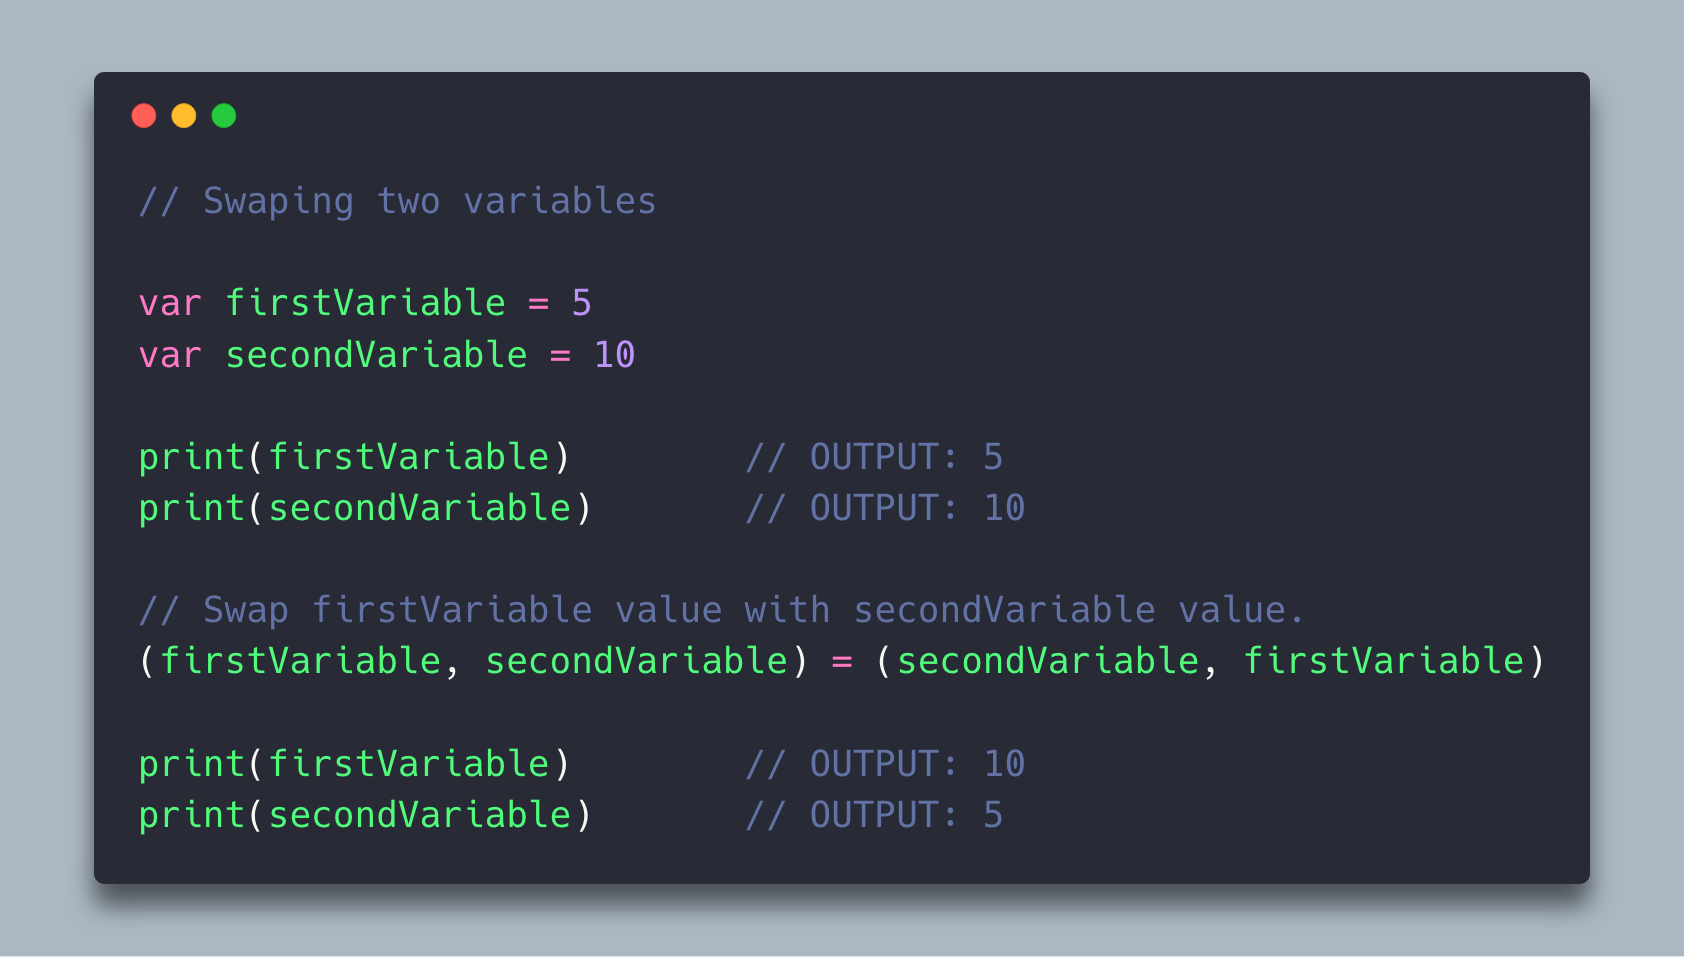 // Swaping two variables
var firstVariable = 5
var secondVariable = 10
print(firstVariable)        // OUTPUT: 5
print(secondVariable)       // OUTPUT: 10
// Swap firstVariable value with secondVariable value.
(firstVariable, secondVariable) = (secondVariable, firstVariable)
print(firstVariable)        // OUTPUT: 10
print(secondVariable)       // OUTPUT: 5